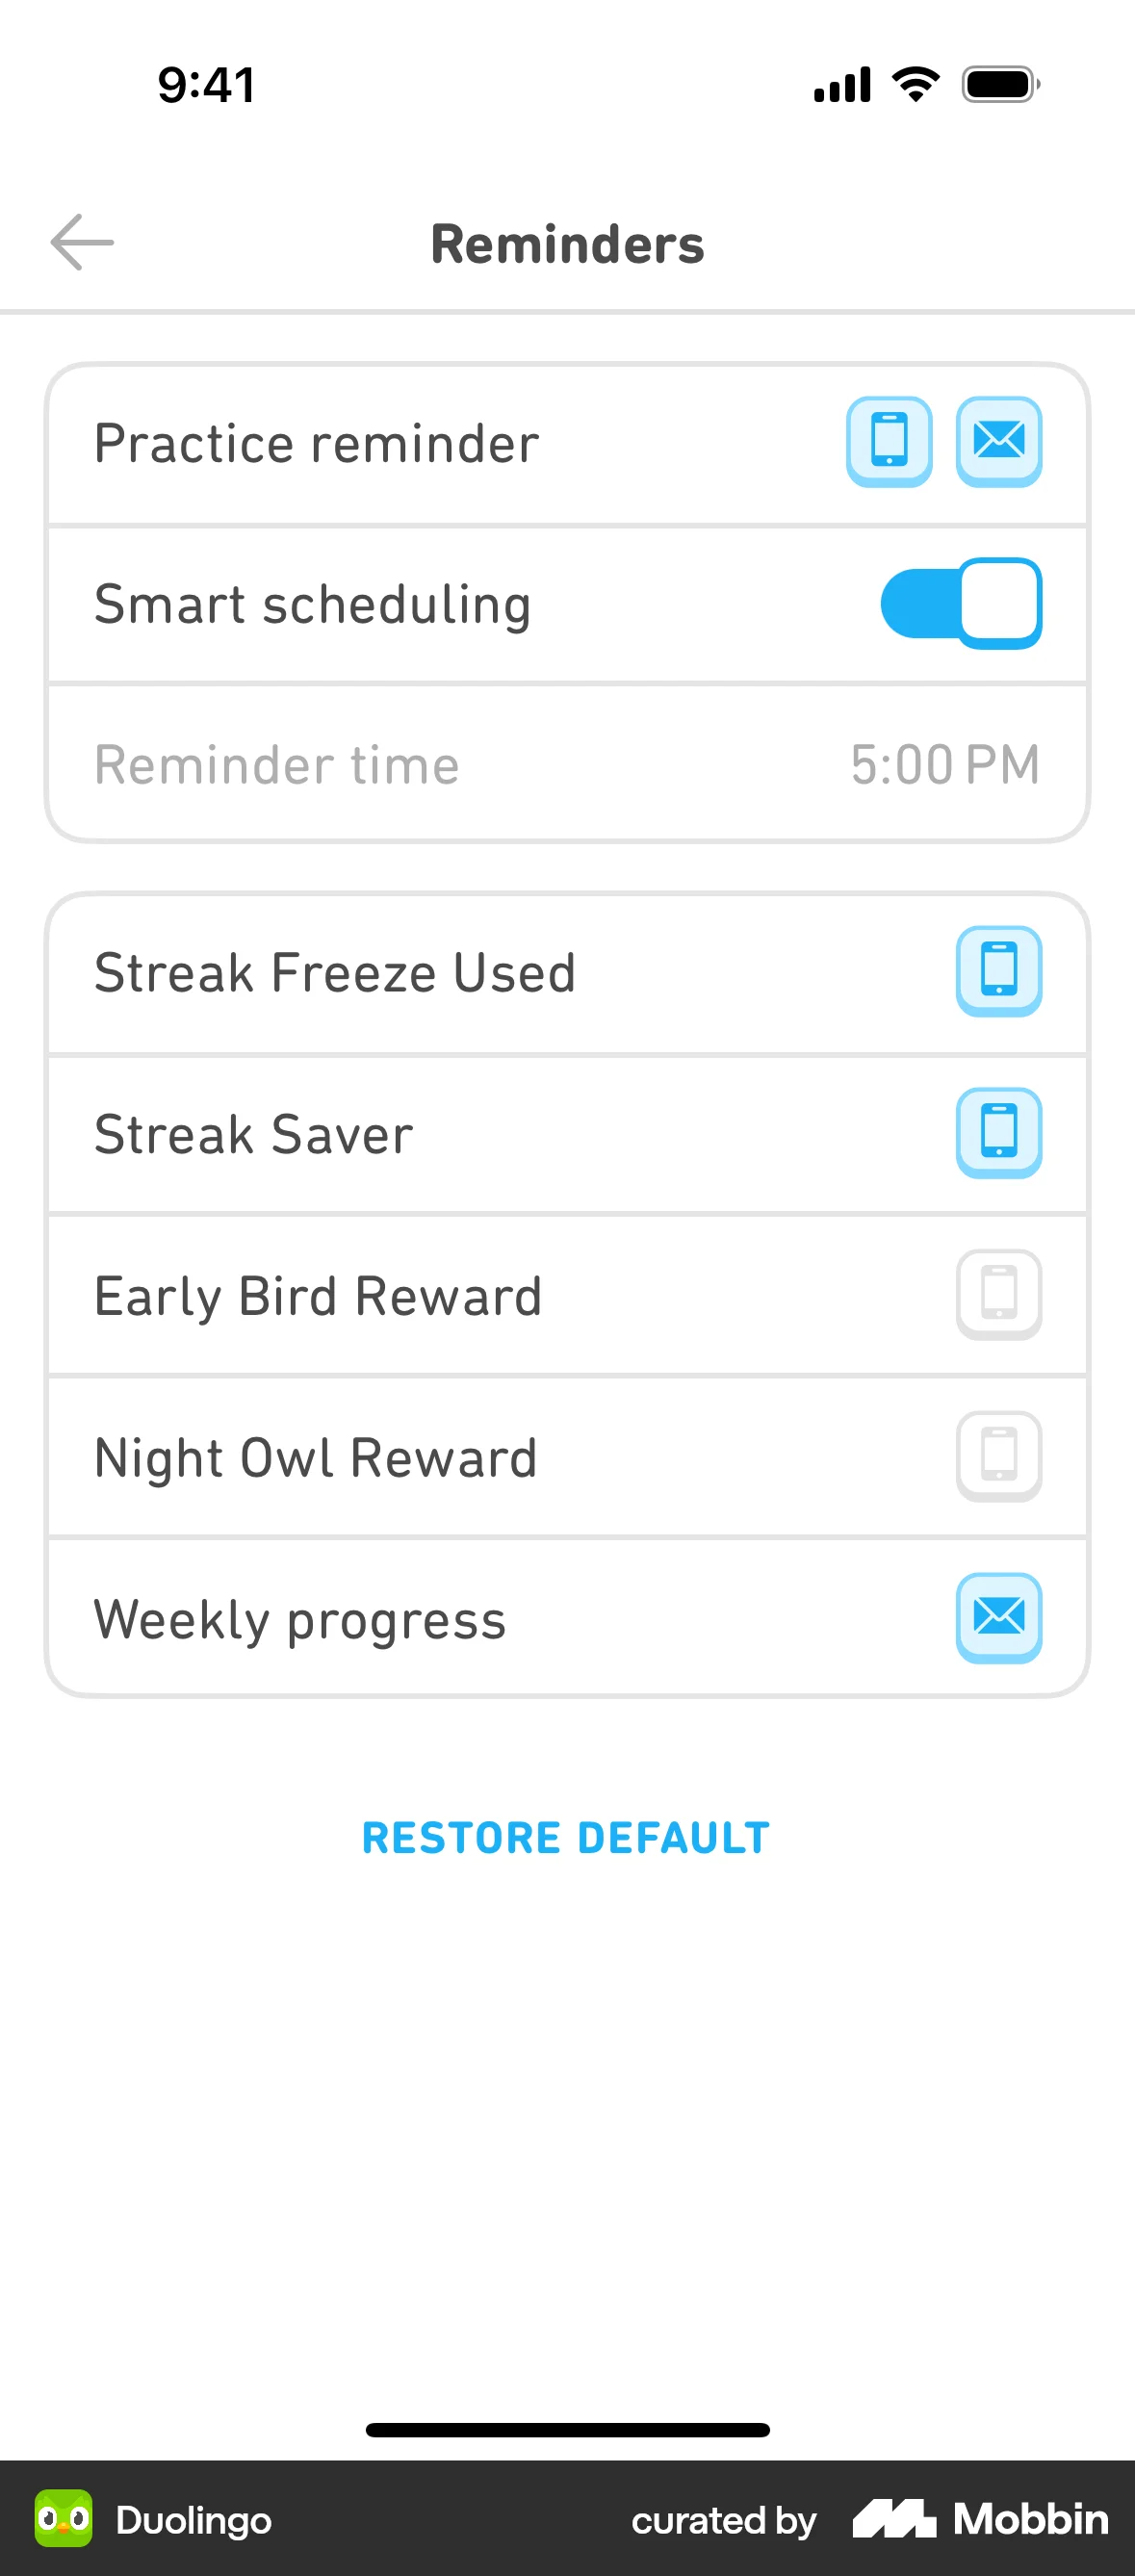 9:41
Reminders
Practice reminder
Smart scheduling
Reminder time 5:00 PM
Streak Freeze Used
Streak Saver
Early Bird Reward
Night Owl Reward
Weekly progress
RESTORE DEFAULT
Duolingo curated by Mobbin